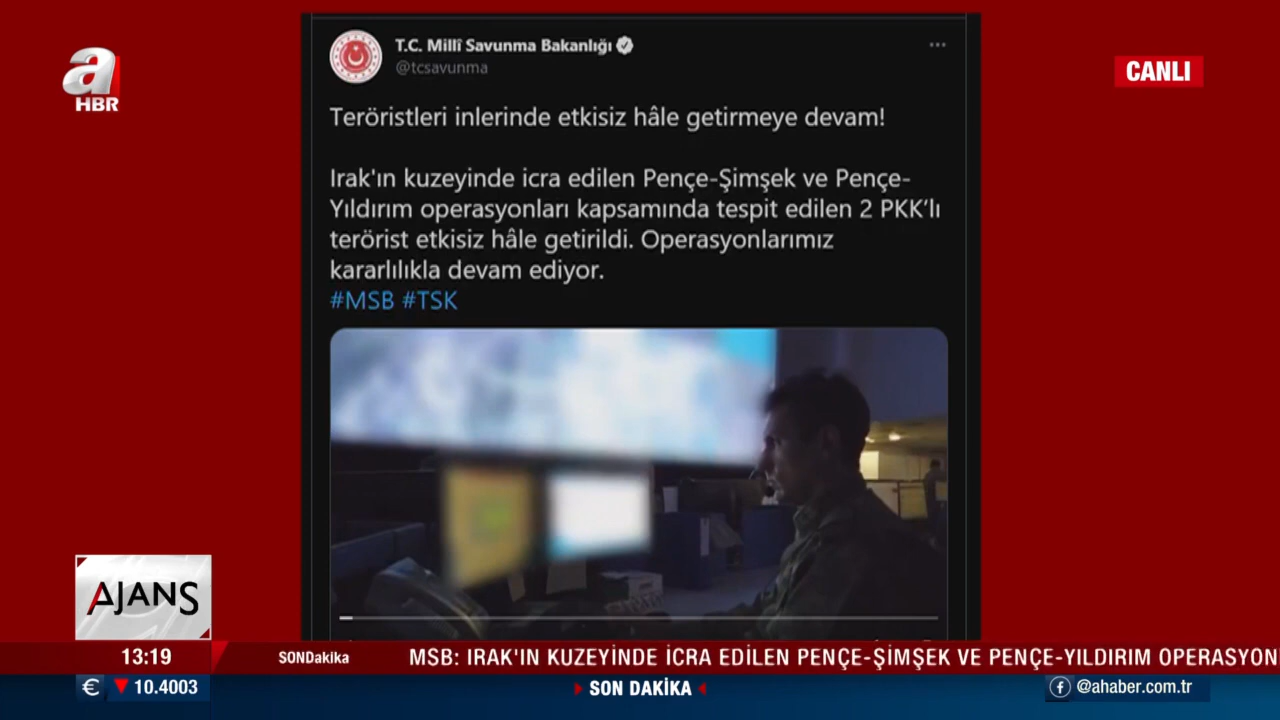 a
HBR
CANLI
T.C. Millî Savunma Bakanlığı
@tcsavunma
Teröristleri inlerinde etkisiz hâle getirmeye devam!
Irak'ın kuzeyinde icra edilen Pençe-Şimşek ve Pençe-
Yıldırım operasyonları kapsamında tespit edilen 2 PKK'lı
terörist etkisiz hâle getirildi. Operasyonlarımız
kararlılıkla devam ediyor.
#MSB #TSK
AJANS
13:19
SONDakika
MSB: IRAK'IN KUZEYİNDE İCRA EDİLEN PENÇE-ŞİMŞEK VE PENÇE-YILDIRIM OPERASYON
€ 10.4003
SON DAKİKA
@ahaber.com.tr